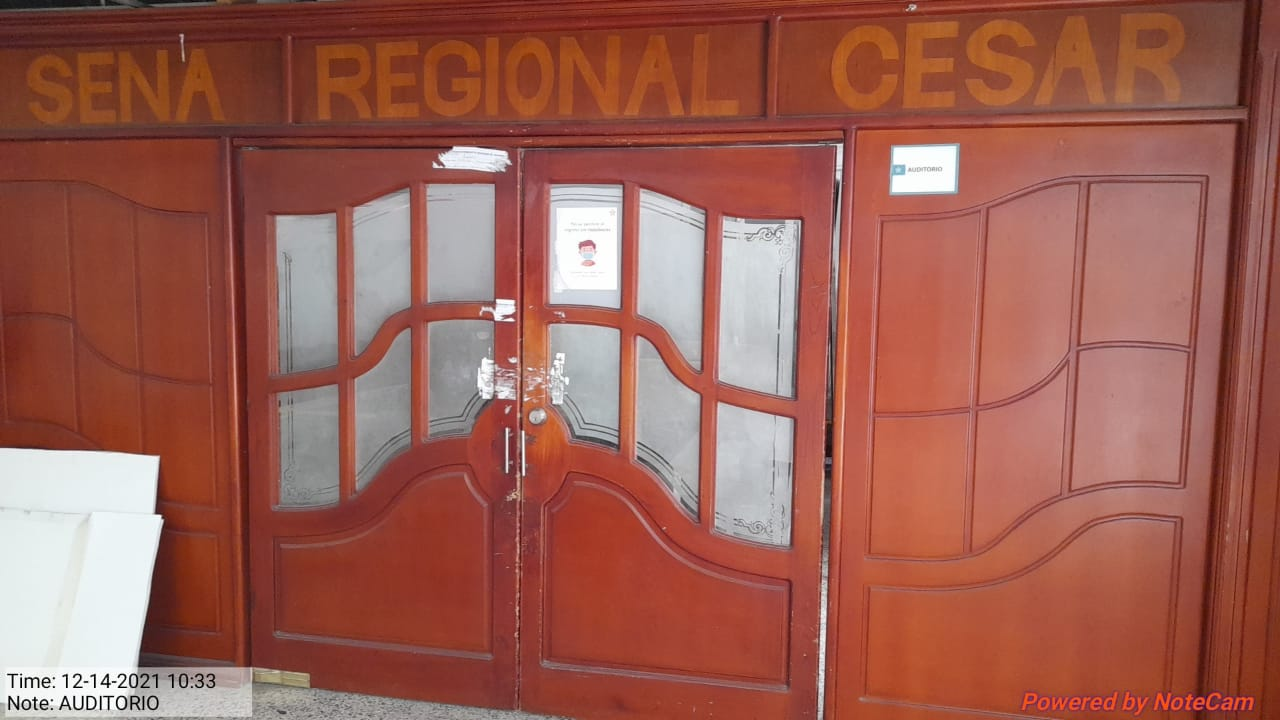 SENA REGIONAL CESAR
AUDITORIO
Time: 12-14-2021 10:33
Note: AUDITORIO
Powered by NoteCam